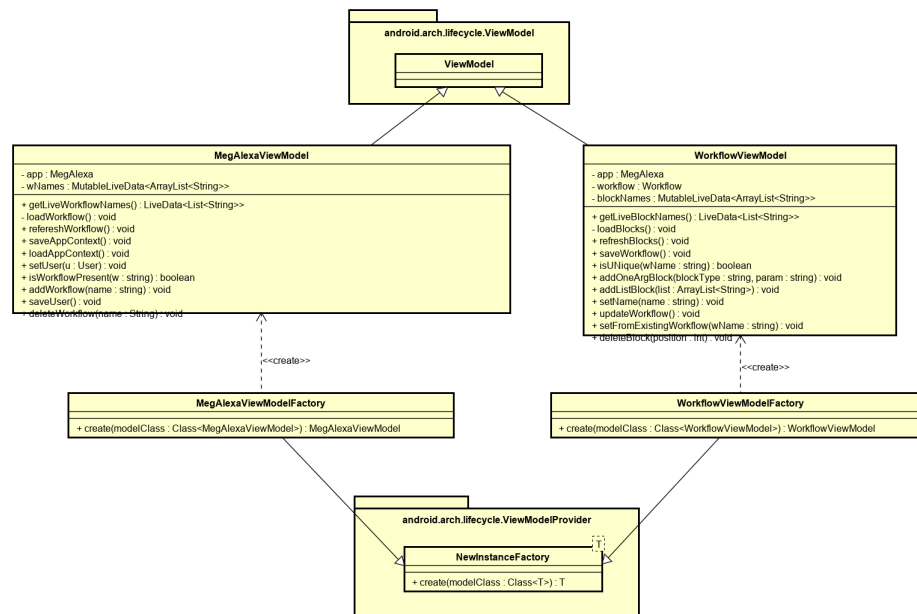 android.arch.lifecycle.ViewModel
ViewModel
MegAlexaViewModel
- app : MegAlexa
- wNames : MutableLiveData<ArrayList<String>>
+ getLiveWorkflowNames() : LiveData<List<String>>
- loadWorkflow() : void
+ refereshWorkflow() : void
+ saveAppContext() : void
+ loadAppContext() : void
+ setUser(u : User) : void
+ isWorkflowPresent(w : string) : boolean
+ addWorkflow(name : string) : void
+ saveUser() : void
+ deleteWorkflow(name : String) : void
WorkflowViewModel
- app : MegAlexa
- workflow : Workflow
- blockNames : MutableLiveData<ArrayList<String>>
+ getLiveBlockNames() : LiveData<List<String>>
- loadBlocks() : void
+ refreshBlocks() : void
+ saveWorkflow() : void
+ isUNique(wName : string) : boolean
+ addOneArgBlock(blockType : string, param : string) : void
+ addListBlock(list : ArrayList<String>) : void
+ setName(name : string) : void
+ updateWorkflow() : void
+ setFromExistingWorkflow(wName : string) : void
+ deleteBlock(position : int) : void
<<create>>
<<create>>
MegAlexaViewModelFactory
+ create(modelClass : Class<MegAlexaViewModel>) : MegAlexaViewModel
WorkflowViewModelFactory
+ create(modelClass : Class<WorkflowViewModel>) : WorkflowViewModel
android.arch.lifecycle.ViewModelProvider
T
NewInstanceFactory
+ create(modelClass : Class<T>) : T